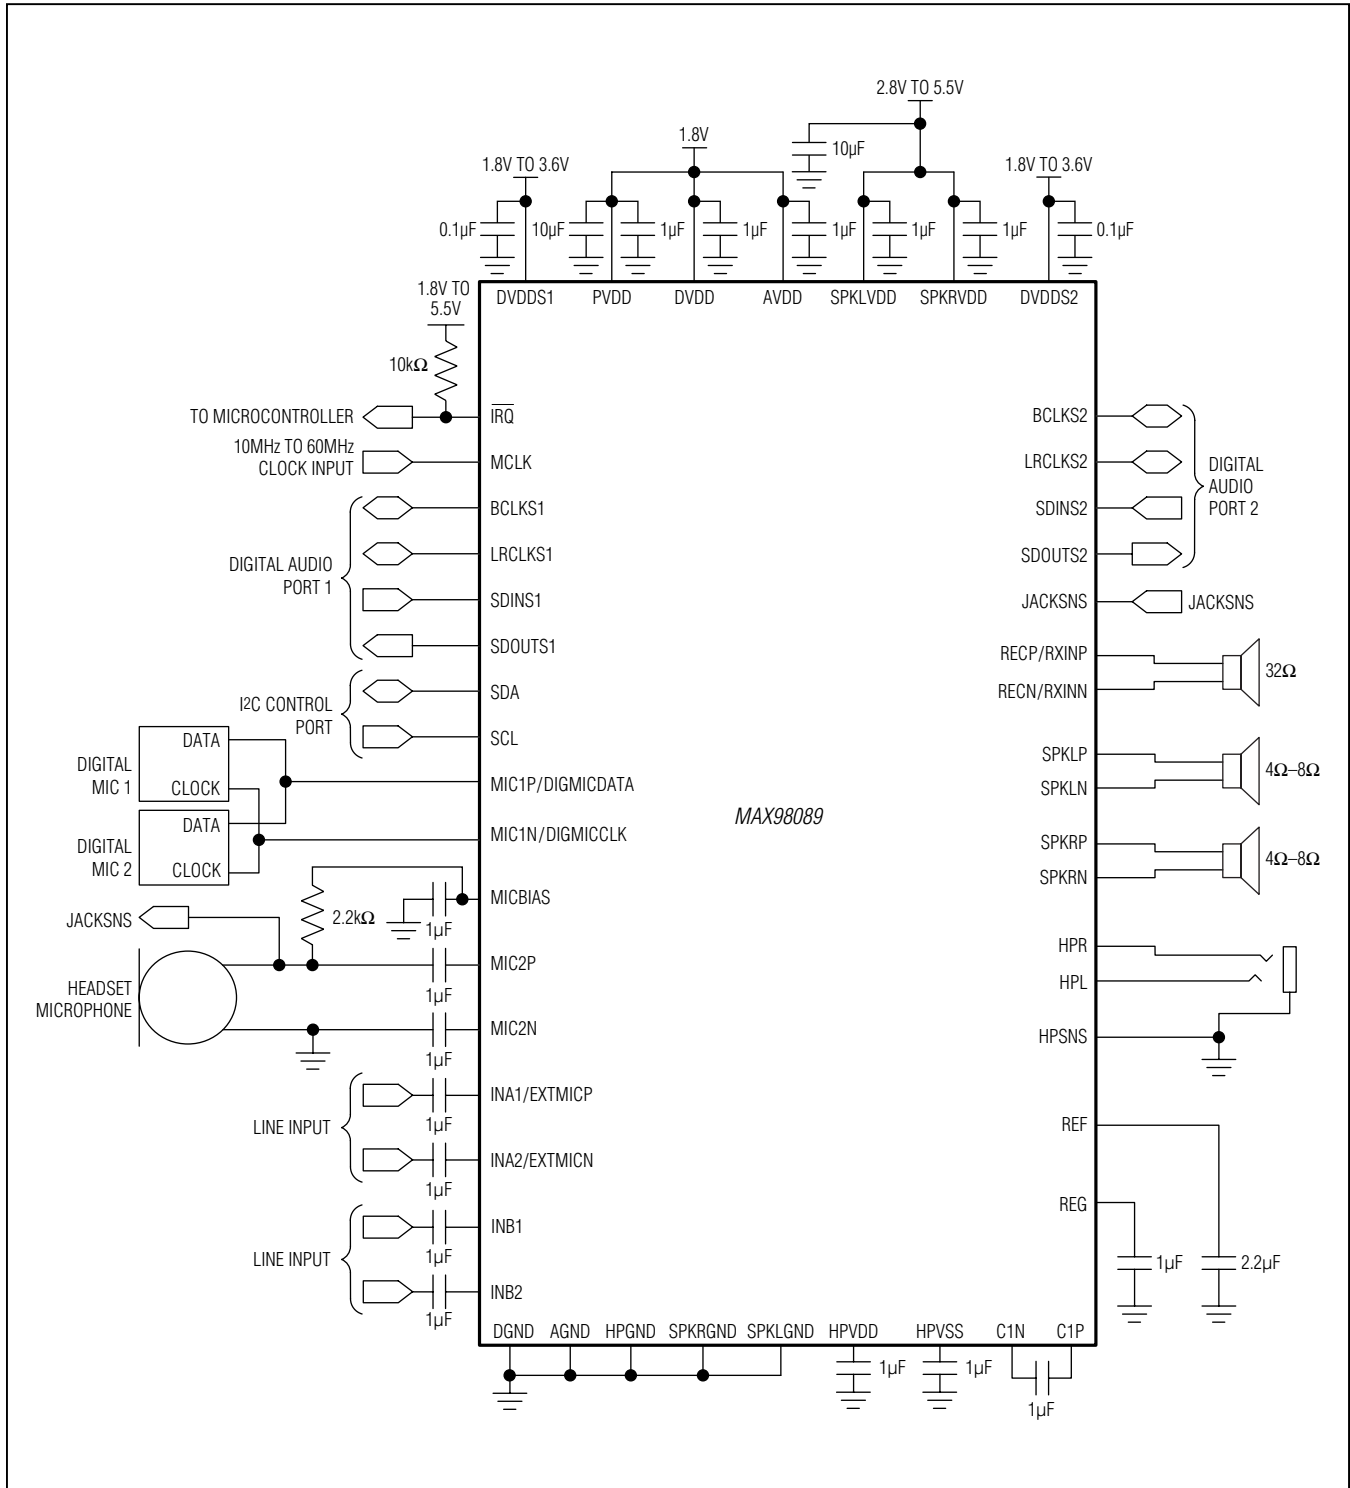 2.8V TO 5.5V
1.8V
10µF
1.8V TO 3.6V
1.8V TO 3.6V
0.1µF
10µF
1µF
1µF
1µF
1µF
1µF
0.1µF
1.8V TO
5.5V
DVDDS1
PVDD
DVDD
AVDD
SPKLVDD
SPKRVDD
DVDDS2
10kΩ
TO MICROCONTROLLER
IRQ
10MHz TO 60MHz
CLOCK INPUT
MCLK
DIGITAL AUDIO
PORT 1
BCLKS1
LRCLKS1
SDINS1
SDOUTS1
I2C CONTROL
PORT
SDA
SCL
DIGITAL
MIC 1
DATA
CLOCK
MIC1P/DIGMICDATA
DIGITAL
MIC 2
DATA
CLOCK
MIC1N/DIGMICCLK
MICBIAS
1µF
2.2kΩ
JACKSNS
HEADSET
MICROPHONE
MIC2P
1µF
MIC2N
1µF
LINE INPUT
INA1/EXTMICP
1µF
INA2/EXTMICN
1µF
LINE INPUT
INB1
1µF
INB2
1µF
MAX98089
BCLKS2
LRCLKS2
SDINS2
SDOUTS2
DIGITAL
AUDIO
PORT 2
JACKSNS
JACKSNS
RECP/RXINP
RECN/RXINN
32Ω
SPKLP
SPKLN
4Ω–8Ω
SPKRP
SPKRN
4Ω–8Ω
HPR
HPL
HPSNS
REF
REG
1µF
2.2µF
DGND
AGND
HPGND
SPKRGND
SPKLGND
HPVDD
HPVSS
C1N
C1P
1µF
1µF
1µF